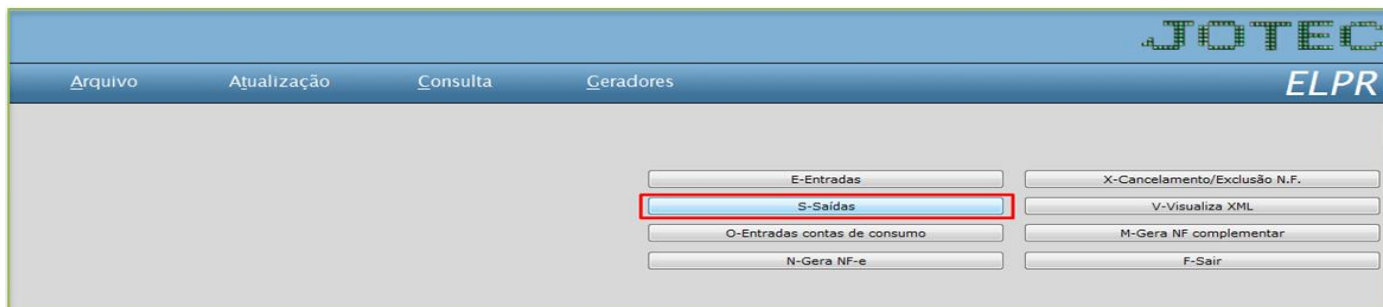 JOTEC
Arquivo Atualização Consulta Geradores ELPR
E-Entradas X-Cancelamento/Exclusão N.F.
S-Saídas V-Visualiza XML
O-Entradas contas de consumo M-Gera NF complementar
N-Gera NF-e F-Sair